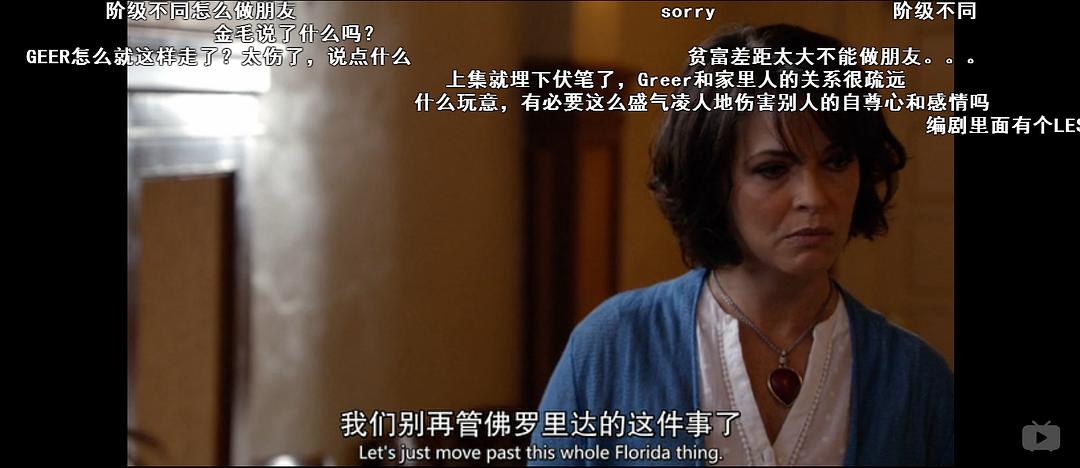 阶级不同怎么做朋友
sorry
阶级不同
金毛说了什么吗?
GEER怎么就这样走了? 太伤了，说点什么
贫富差距太大不能做朋友。。。
上集就埋下伏笔了，Greer和家里人的关系很疏远
什么玩意，有必要这么盛气凌人地伤害别人的自尊心和感情吗
编剧里面有个LES
我们别再管佛罗里达的这件事了
Let's just move past this whole Florida thing.